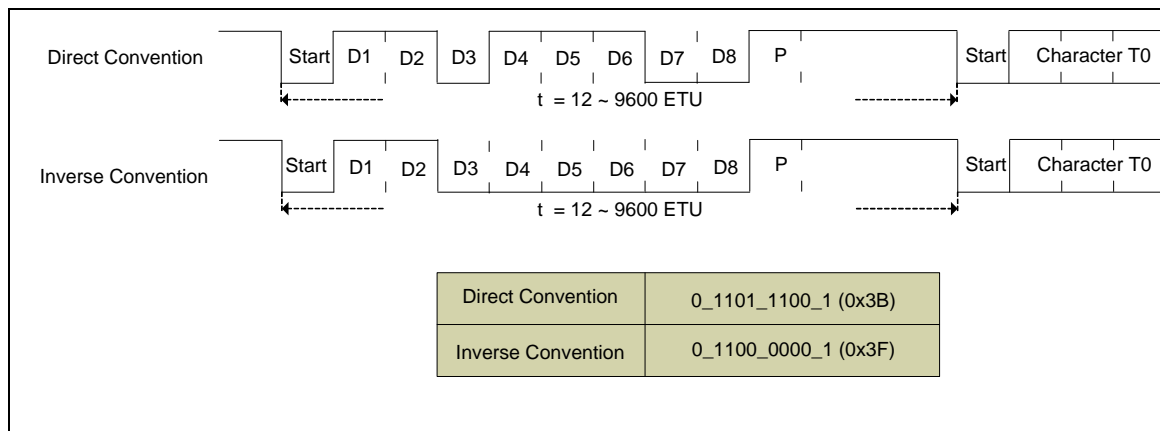 Direct Convention Start D1 D2 D3 D4 D5 D6 D7 D8 P Start Character T0
t = 12 ~ 9600 ETU
Inverse Convention Start D1 D2 D3 D4 D5 D6 D7 D8 P Start Character T0
t = 12 ~ 9600 ETU
Direct Convention 0_1101_1100_1 (0x3B)
Inverse Convention 0_1100_0000_1 (0x3F)